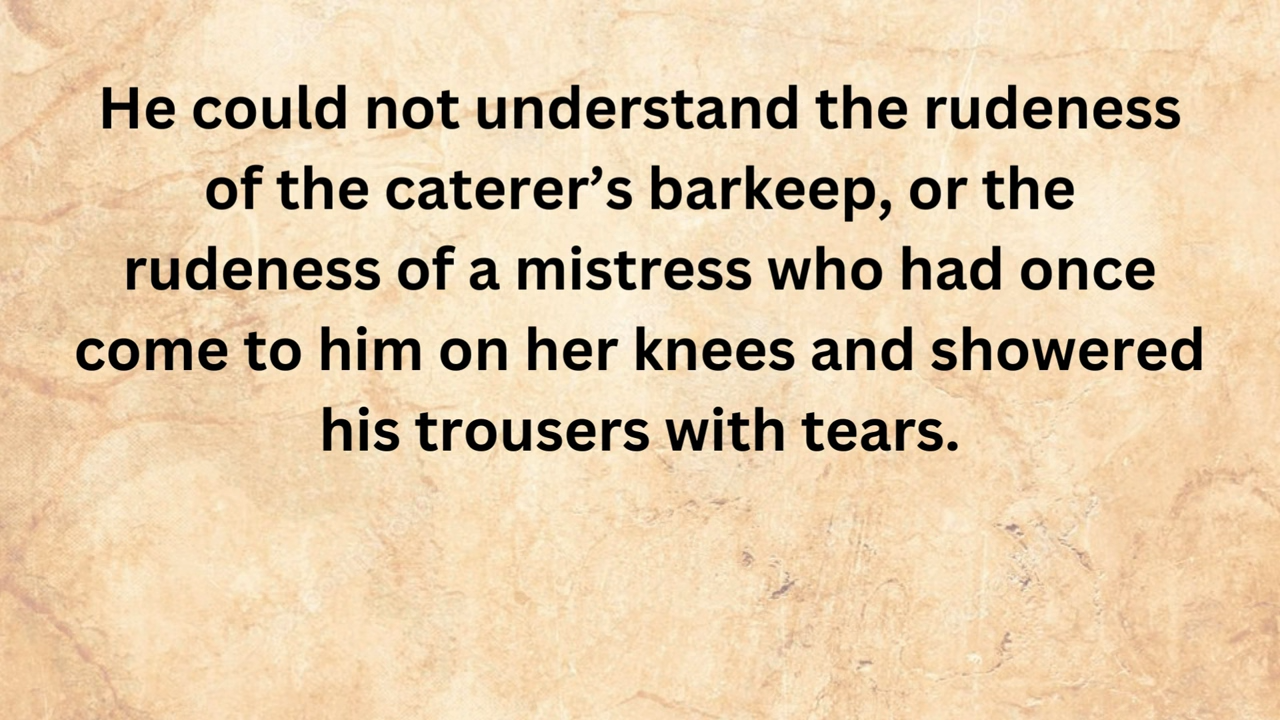 He could not understand the rudeness
of the caterer’s barkeep, or the
rudeness of a mistress who had once
come to him on her knees and showered
his trousers with tears.